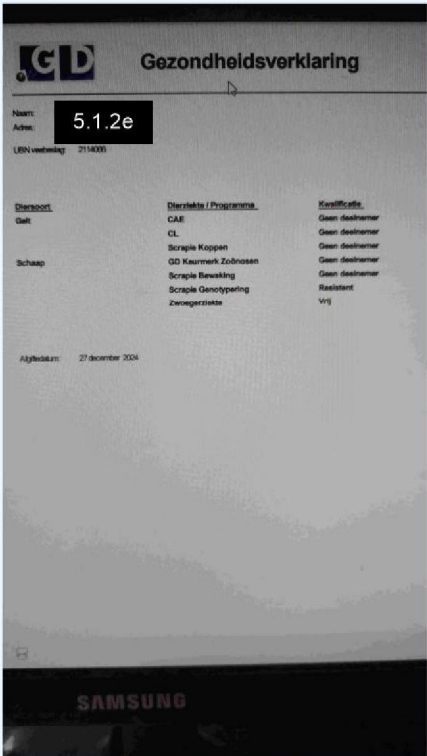 GD
Gezondheidsverklaring
Naam:
Adres:
5.1.2e
UBN veebeslag:
Diersoort Dierziekte / Programma Kwalificatie
Geit CAE Geen deelnemer
CL Geen deelnemer
Scrapie Koppen Geen deelnemer
Schaap GD Keurmerk Zoönosen Geen deelnemer
Scrapie Bewaking Geen deelnemer
Scrapie Genotypering Resistent
Zwoegerziekte Vrij
Afgiftedatum: 27 december 2024
SAMSUNG